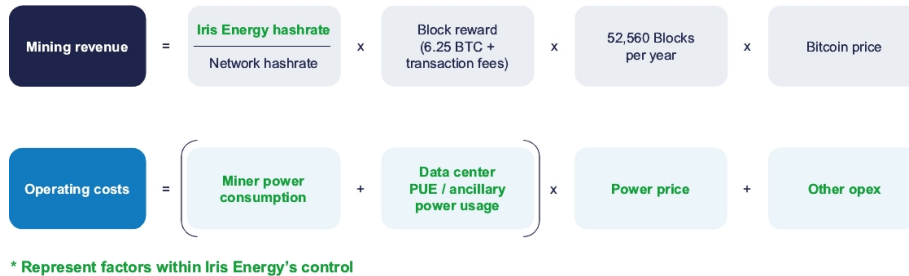 Mining revenue = Iris Energy hashrate / Network hashrate x Block reward (6.25 BTC + transaction fees) x 52,560 Blocks per year x Bitcoin price
Operating costs = ( Miner power consumption + Data center PUE / ancillary power usage ) x Power price + Other opex
* Represent factors within Iris Energy's control